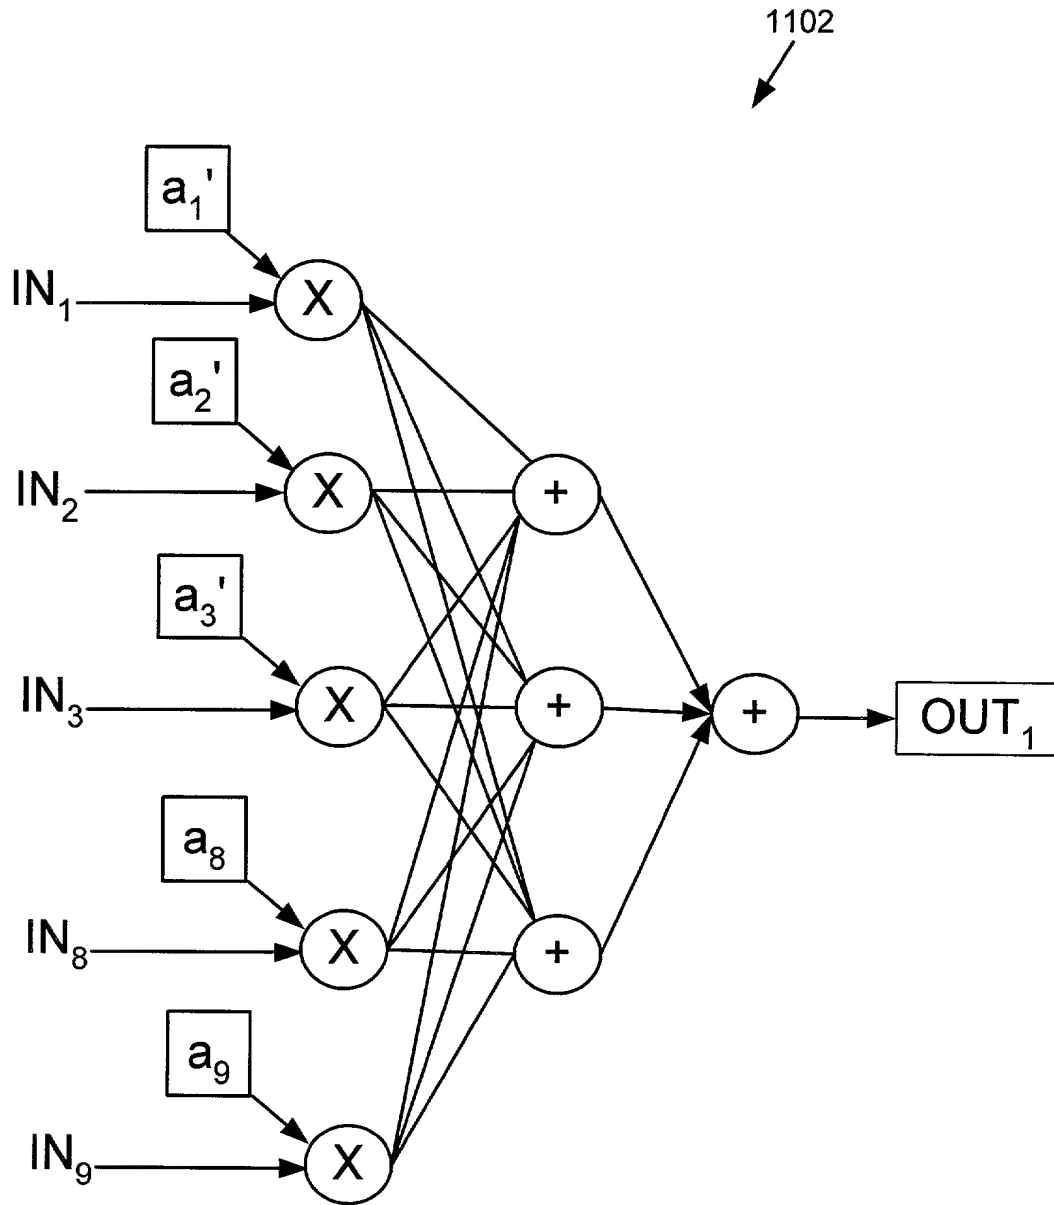 1102
a₁'
IN₁
X
a₂'
IN₂
X
+
a₃'
IN₃
X
+
+
OUT₁
a₈
IN₈
X
+
a₉
IN₉
X